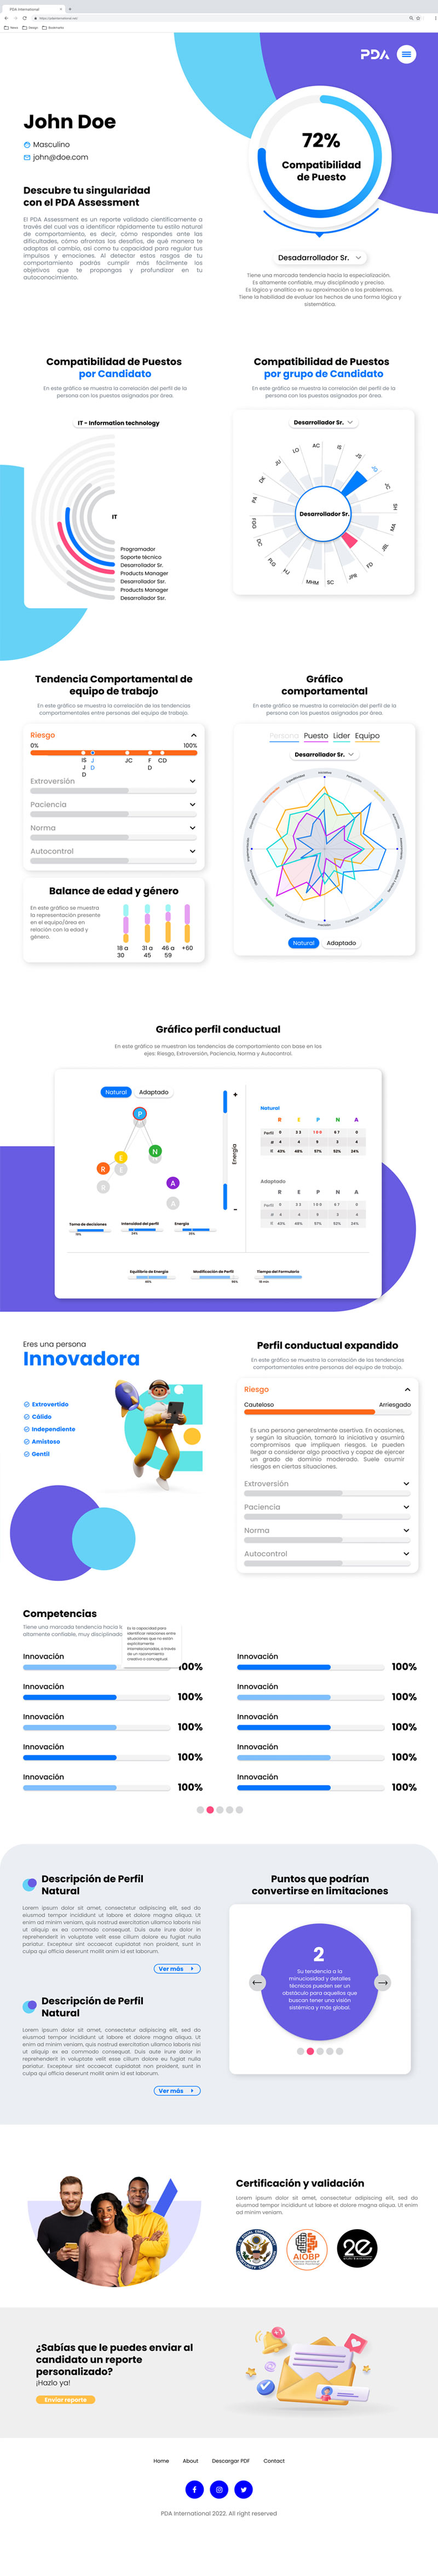 PDA International
News
Design
Bookmarks
PDA
John Doe
Masculino
john@doe.com
72%
Compatibilidad
de Puesto
Desadarrollador Sr.
Descubre tu singularidad
con el PDA Assessment
El PDA Assessment es un reporte validado científicamente a
través del cual vas a identificar rápidamente tu estilo natural
de comportamiento, es decir, cómo respondes ante las
dificultades, cómo afrontas los desafíos, de qué manera te
adaptas al cambio, así como tu capacidad para regular tus
impulsos y emociones. Al detectar estos rasgos de tu
comportamiento podrás cumplir más fácilmente los
objetivos que te propongas y profundizar en tu
autoconocimiento.
Tiene una marcada tendencia hacia la especialización.
Es altamente confiable, muy disciplinado y preciso.
Es lógico y analítico en su aproximación a los problemas.
Tiene la habilidad de evaluar los hechos de una forma lógica y
sistemática.
Compatibilidad de Puestos
por Candidato
En este gráfico se muestra la correlación del perfil de la
persona con los puestos asignados por área.
IT - Information technology
IT
Programador
Soporte técnico
Desarrollador Sr.
Products Manager
Desarrollador Ssr.
Products Manager
Desarrollador Ssr.
Compatibilidad de Puestos
por grupo de Candidato
En este gráfico se muestra la correlación del perfil de la
persona con los puestos asignados por área.
Desarrollador Sr.
AC
IS
JS
JD
JC
SH
MA
JBL
FD
JPR
SC
MHM
HJ
PLG
DC
FGG
PA
DK
JU
LO
Desarrollador Sr.
Tendencia Comportamental de
equipo de trabajo
En este gráfico se muestra la correlación de las tendencias
comportamentales entre personas del equipo de trabajo.
Riesgo
0%
100%
IS
J
D
J
D
JC
F
D
CD
Extroversión
Paciencia
Norma
Autocontrol
Balance de edad y género
En este gráfico se muestra
la representación presente
en el equipo/área en
relación con la edad y
género.
18 a
30
31 a
45
46 a
59
+60
Gráfico
comportamental
En este gráfico se muestra la correlación del perfil de la
persona con los puestos asignados por área.
Persona Puesto Líder Equipo
Desarrollador Sr.
Natural
Adaptado
Gráfico perfil conductual
En este gráfico se muestran las tendencias de comportamiento con base en los
ejes: Riesgo, Extroversión, Paciencia, Norma y Autocontrol.
Natural
Adaptado
P
E
E
N
R
R
A
A
+
Energía
-
Natural
R E P N A
Perfil
Adaptado
R E P N A
Perfil
Toma de decisiones
Intensidad del perfil
Energía
Equilibrio de Energía
Modificación de Perfil
Tiempo del Formulario
Eres una persona
Innovadora
Extrovertido
Cálido
Independiente
Amistoso
Gentil
Perfil conductual expandido
En este gráfico se muestra la correlación de las tendencias
comportamentales entre personas del equipo de trabajo.
Riesgo
Cauteloso
Arriesgado
Es una persona generalmente asertiva. En ocasiones,
y según la situación, tomará la iniciativa y asumirá
compromisos que impliquen riesgos. Le pueden
llegar a considerar algo proactiva y capaz de ejercer
un grado de dominio moderado. Suele asumir
riesgos en ciertas situaciones.
Extroversión
Paciencia
Norma
Autocontrol
Competencias
Tiene una marcada tendencia hacia l
altamente confiable, muy disciplinado
Es la capacidad para
identificar relaciones entre
situaciones que no están
explícitamente
interrelacionadas, a través
de un razonamiento
creativo o conceptual.
Innovación
100%
Innovación
100%
Innovación
100%
Innovación
100%
Innovación
100%
Innovación
100%
Innovación
100%
Innovación
100%
Innovación
100%
Innovación
100%
Descripción de Perfil
Natural
Lorem ipsum dolor sit amet, consectetur adipiscing elit, sed do
eiusmod tempor incididunt ut labore et dolore magna aliqua. Ut
enim ad minim veniam, quis nostrud exercitation ullamco laboris nisi
ut aliquip ex ea commodo consequat. Duis aute irure dolor in
reprehenderit in voluptate velit esse cillum dolore eu fugiat nulla
pariatur. Excepteur sint occaecat cupidatat non proident, sunt in
culpa qui officia deserunt mollit anim id est laborum.
Ver más
Descripción de Perfil
Natural
Lorem ipsum dolor sit amet, consectetur adipiscing elit, sed do
eiusmod tempor incididunt ut labore et dolore magna aliqua. Ut
enim ad minim veniam, quis nostrud exercitation ullamco laboris nisi
ut aliquip ex ea commodo consequat. Duis aute irure dolor in
reprehenderit in voluptate velit esse cillum dolore eu fugiat nulla
pariatur. Excepteur sint occaecat cupidatat non proident, sunt in
culpa qui officia deserunt mollit anim id est laborum.
Ver más
Puntos que podrían
convertirse en limitaciones
2
Su tendencia a la
minuciosidad y detalles
técnicos pueden ser un
obstáculo para aquellos que
buscan tener una visión
sistémica y más global.
Certificación y validación
Lorem ipsum dolor sit amet, consectetur adipiscing elit, sed do
eiusmod tempor incididunt ut labore et dolore magna aliqua. Ut enim
ad minim veniam.
AIOBP
¿Sabías que le puedes enviar al
candidato un reporte
personalizado?
¡Hazlo ya!
Enviar reporte
Home
About
Descargar PDF
Contact
PDA International 2022. All right reserved